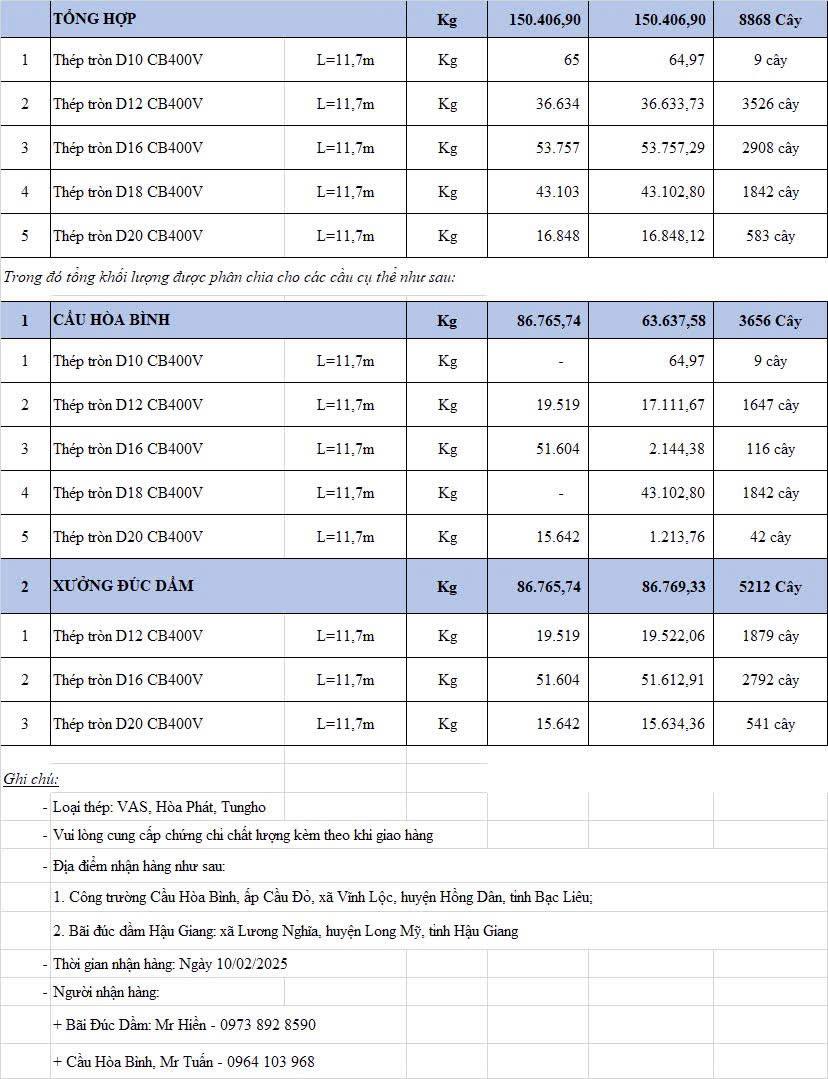 TỔNG HỢP Kg 150.406,90 150.406,90 8868 Cây
1 Thép tròn D10 CB400V L=11,7m Kg 65 64,97 9 cây
2 Thép tròn D12 CB400V L=11,7m Kg 36.634 36.633,73 3526 cây
3 Thép tròn D16 CB400V L=11,7m Kg 53.757 53.757,29 2908 cây
4 Thép tròn D18 CB400V L=11,7m Kg 43.103 43.102,80 1842 cây
5 Thép tròn D20 CB400V L=11,7m Kg 16.848 16.848,12 583 cây
Trong đó tổng khối lượng được phân chia cho các cầu cụ thể như sau:
1 CẦU HÒA BÌNH Kg 86.765,74 63.637,58 3656 Cây
1 Thép tròn D10 CB400V L=11,7m Kg - 64,97 9 cây
2 Thép tròn D12 CB400V L=11,7m Kg 19.519 17.111,67 1647 cây
3 Thép tròn D16 CB400V L=11,7m Kg 51.604 2.144,38 116 cây
4 Thép tròn D18 CB400V L=11,7m Kg - 43.102,80 1842 cây
5 Thép tròn D20 CB400V L=11,7m Kg 15.642 1.213,76 42 cây
2 XƯỞNG ĐÚC DẦM Kg 86.765,74 86.769,33 5212 Cây
1 Thép tròn D12 CB400V L=11,7m Kg 19.519 19.522,06 1879 cây
2 Thép tròn D16 CB400V L=11,7m Kg 51.604 51.612,91 2792 cây
3 Thép tròn D20 CB400V L=11,7m Kg 15.642 15.634,36 541 cây
Ghi chú:
- Loại thép: VAS, Hòa Phát, Tungho
- Vui lòng cung cấp chứng chỉ chất lượng kèm theo khi giao hàng
- Địa điểm nhận hàng như sau:
1. Công trường Cầu Hòa Bình, ấp Cầu Đỏ, xã Vĩnh Lộc, huyện Hồng Dân, tỉnh Bạc Liêu;
2. Bãi đúc dầm Hậu Giang: xã Lương Nghĩa, huyện Long Mỹ, tỉnh Hậu Giang
- Thời gian nhận hàng: Ngày 10/02/2025
- Người nhận hàng:
+ Bãi Đúc Dầm: Mr Hiền - 0973 892 8590
+ Cầu Hòa Bình, Mr Tuấn - 0964 103 968